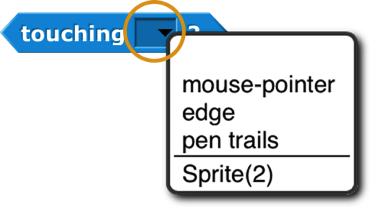 touching ?
mouse-pointer
edge
pen trails
Sprite(2)